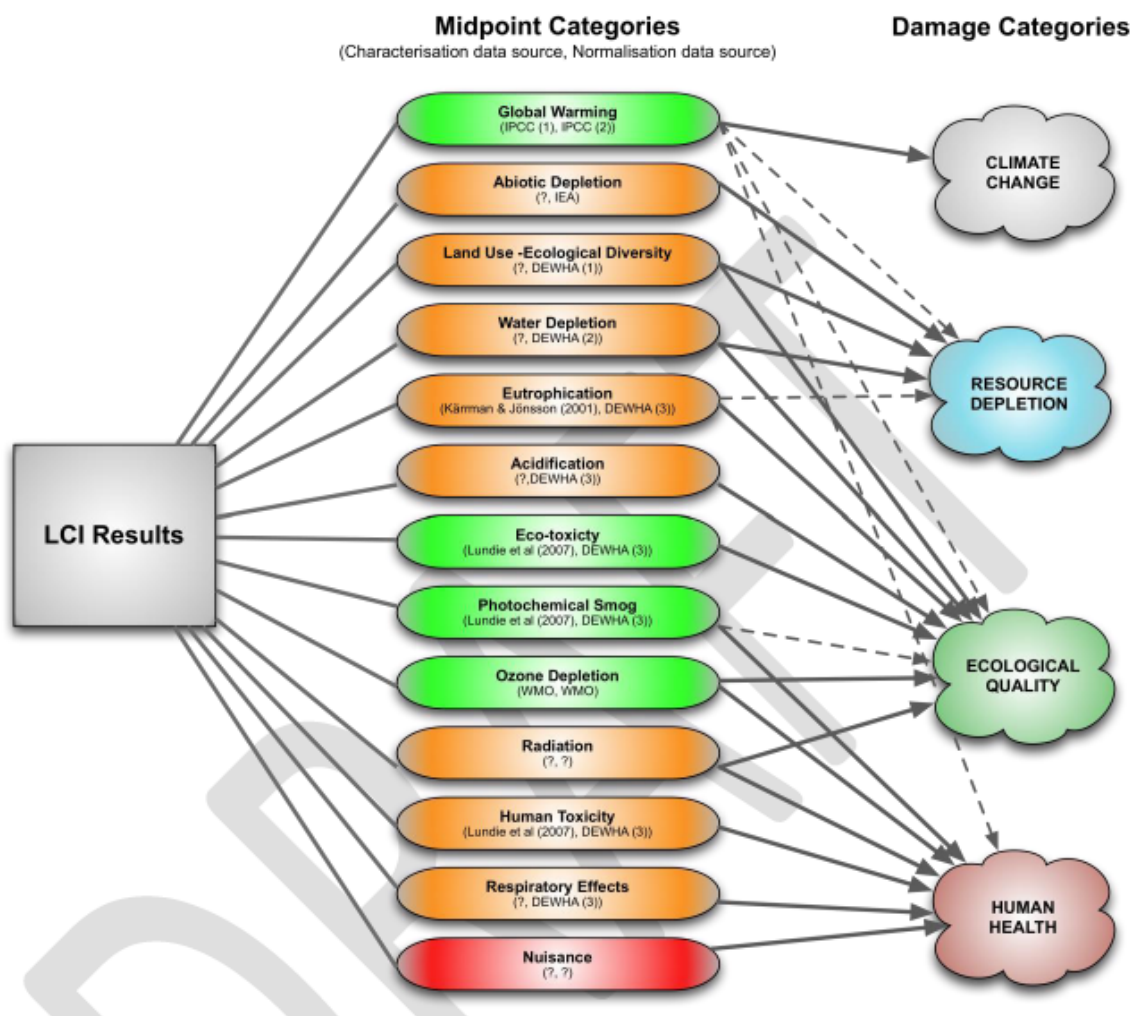 Midpoint Categories
(Characterisation data source, Normalisation data source)
Damage Categories
Global Warming
(IPCC (1), IPCC (2))
Abiotic Depletion
(?, IEA)
Land Use -Ecological Diversity
(?, DEWHA (1))
Water Depletion
(?, DEWHA (2))
Eutrophication
(Kärrman & Jönsson (2001), DEWHA (3))
Acidification
(?,DEWHA (3))
Eco-toxicty
(Lundie et al (2007), DEWHA (3))
Photochemical Smog
(Lundie et al (2007), DEWHA (3))
Ozone Depletion
(WMO, WMO)
Radiation
(?, ?)
Human Toxicity
(Lundie et al (2007), DEWHA (3))
Respiratory Effects
(?, DEWHA (3))
Nuisance
(?, ?)
LCI Results
CLIMATE
CHANGE
RESOURCE
DEPLETION
ECOLOGICAL
QUALITY
HUMAN
HEALTH
DRAFT